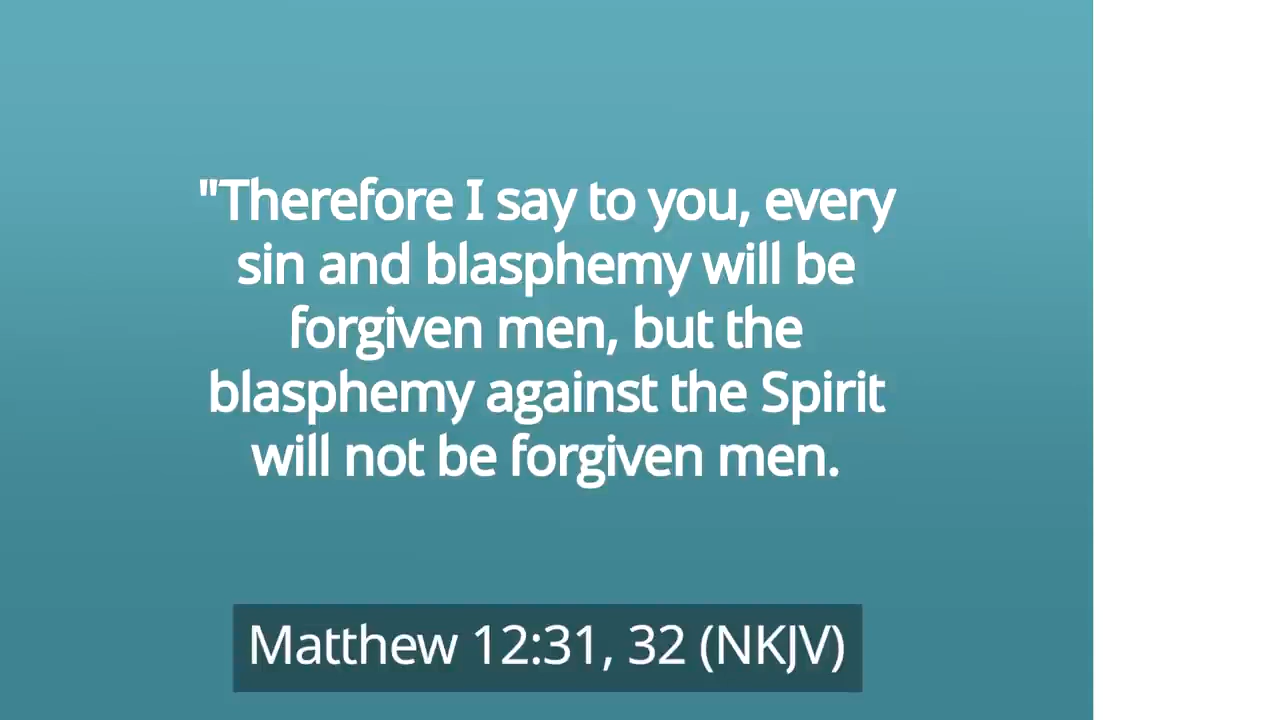 "Therefore I say to you, every
sin and blasphemy will be
forgiven men, but the
blasphemy against the Spirit
will not be forgiven men.
Matthew 12:31, 32 (NKJV)